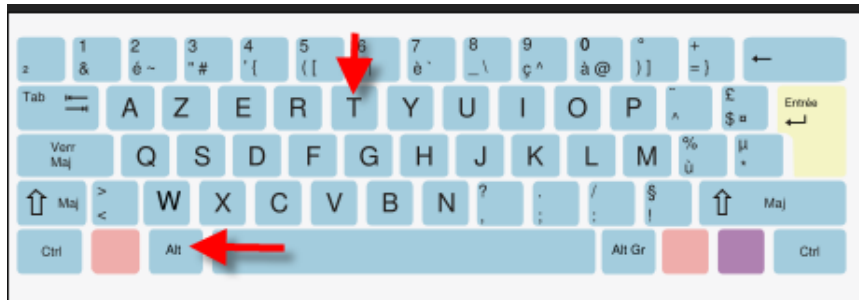 1 2 3 4 5 6 7 8 9 0 ° +
² & é ~ " # ' { ( [ è ` _ \ ç ^ à @ ) ] = }
Tab A Z E R T Y U I O P ¨ ^ £ $ ¤ Entrée
Verr Maj Q S D F G H J K L M % ù µ *
Maj > < W X C V B N ? , . ; / : § ! Maj
Ctrl Alt Alt Gr Ctrl